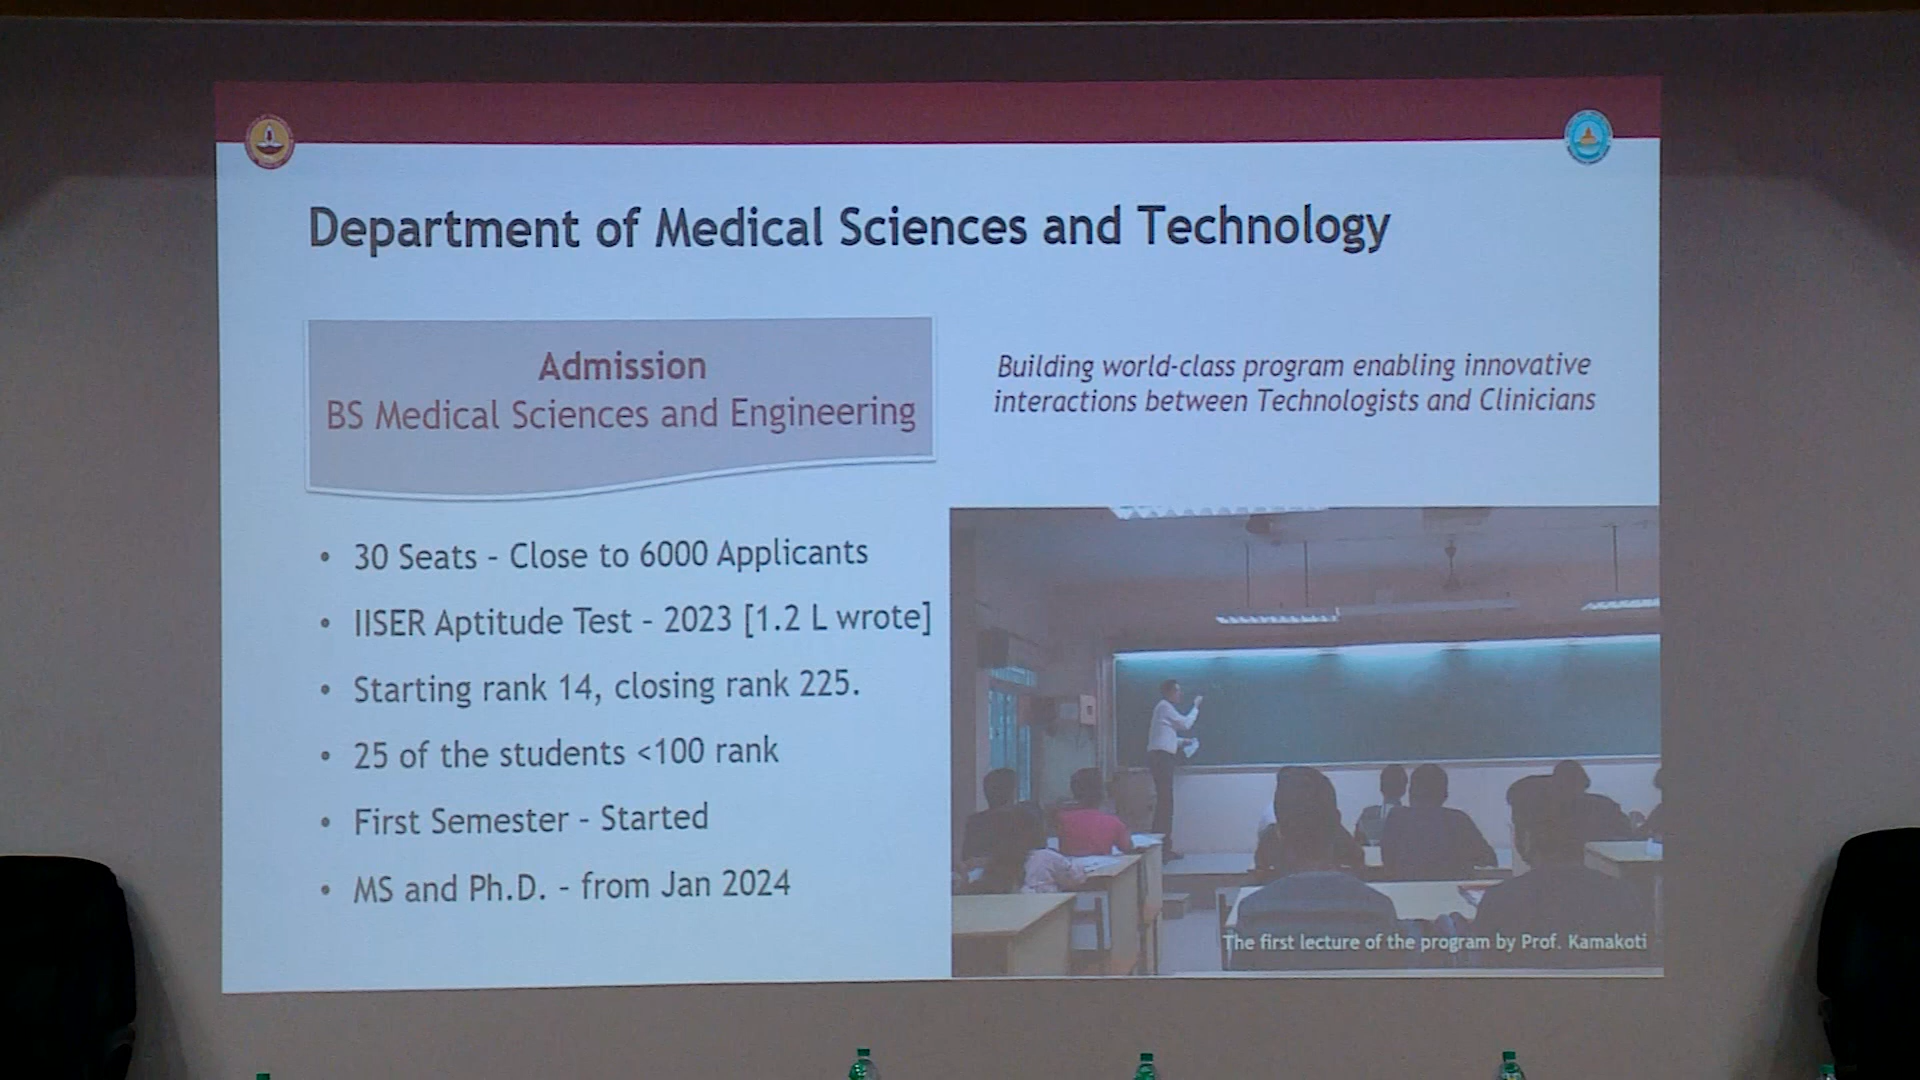 Department of Medical Sciences and Technology
Admission
BS Medical Sciences and Engineering
Building world-class program enabling innovative
interactions between Technologists and Clinicians
• 30 Seats - Close to 6000 Applicants
• IISER Aptitude Test - 2023 [1.2 L wrote]
• Starting rank 14, closing rank 225.
• 25 of the students <100 rank
• First Semester - Started
• MS and Ph.D. - from Jan 2024
The first lecture of the program by Prof. Kamakoti